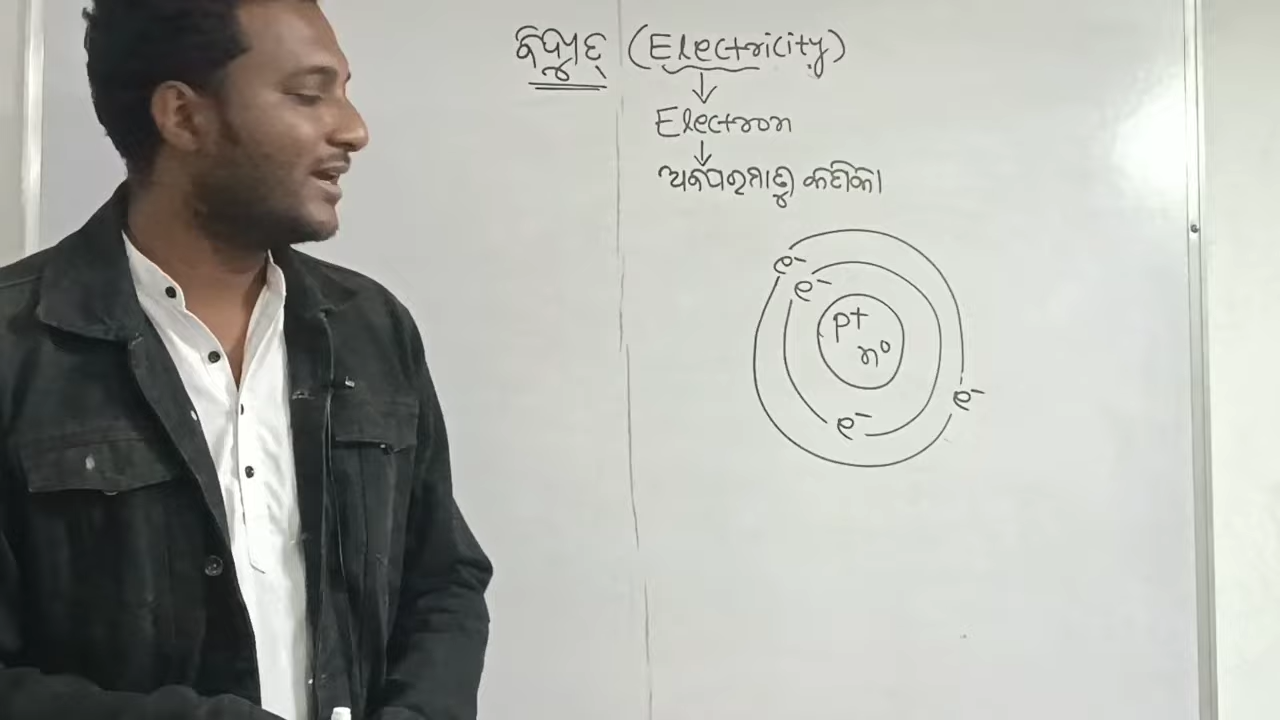 ବିଦ୍ୟୁତ୍ (Electricity)
Electron
ଅବପରମାଣୁ କଣିକା
e-
e-
p+
n0
e-
e-